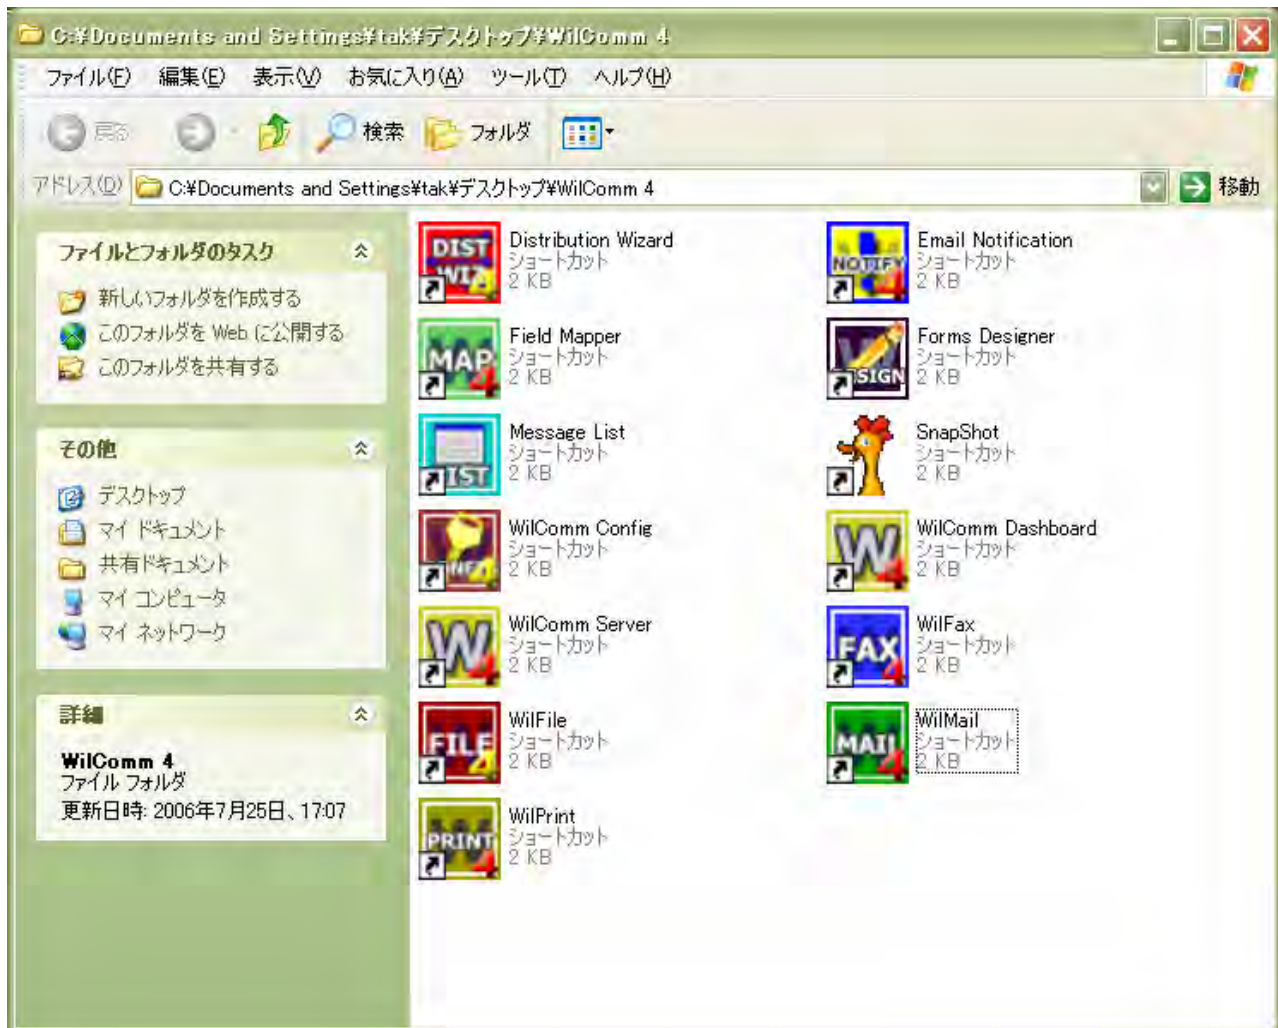 C:¥Documents and Settings¥tak¥デスクトップ¥WilComm 4
ファイル(F) 編集(E) 表示(V) お気に入り(A) ツール(T) ヘルプ(H)
戻る 検索 フォルダ
アドレス(D) C:¥Documents and Settings¥tak¥デスクトップ¥WilComm 4 移動
ファイルとフォルダのタスク
新しいフォルダを作成する
このフォルダを Web に公開する
このフォルダを共有する
その他
デスクトップ
マイ ドキュメント
共有ドキュメント
マイ コンピュータ
マイ ネットワーク
詳細
WilComm 4
ファイル フォルダ
更新日時: 2006年7月25日、17:07
DIST
WIZ
4
Distribution Wizard
ショートカット
2 KB
NOTIFY
4
Email Notification
ショートカット
2 KB
MAP
4
Field Mapper
ショートカット
2 KB
SIGN
Forms Designer
ショートカット
2 KB
IST
Message List
ショートカット
2 KB
SnapShot
ショートカット
2 KB
4
WilComm Config
ショートカット
2 KB
W
4
WilComm Dashboard
ショートカット
2 KB
W
4
WilComm Server
ショートカット
2 KB
FAX
4
WilFax
ショートカット
2 KB
FILE
4
WilFile
ショートカット
2 KB
MAIL
4
WilMail
ショートカット
2 KB
PRINT
4
WilPrint
ショートカット
2 KB